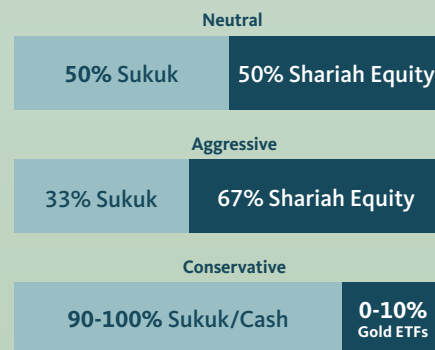 Neutral
50% Sukuk
50% Shariah Equity
Aggressive
33% Sukuk
67% Shariah Equity
Conservative
90-100% Sukuk/Cash
0-10%
Gold ETFs